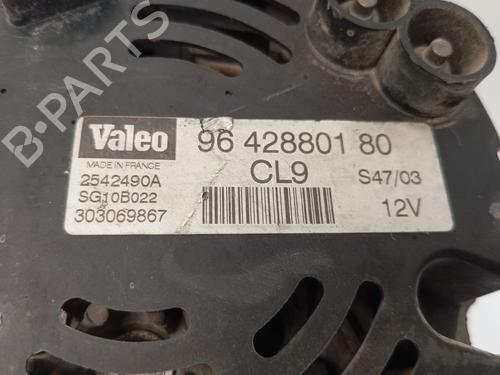 Valeo
MADE IN FRANCE
2542490A
SG10B022
303069867
96 428801 80
CL9
S47/03
12V
B-PARTS